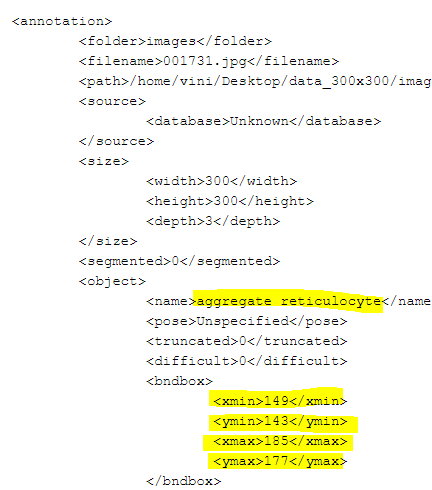 <annotation>
<folder>images</folder>
<filename>001731.jpg</filename>
<path>/home/vini/Desktop/data_300x300/imag
<source>
<database>Unknown</database>
</source>
<size>
<width>300</width>
<height>300</height>
<depth>3</depth>
</size>
<segmented>0</segmented>
<object>
<name>aggregate reticulocyte</name
<pose>Unspecified</pose>
<truncated>0</truncated>
<difficult>0</difficult>
<bndbox>
<xmin>149</xmin>
<ymin>143</ymin>
<xmax>185</xmax>
<ymax>177</ymax>
</bndbox>